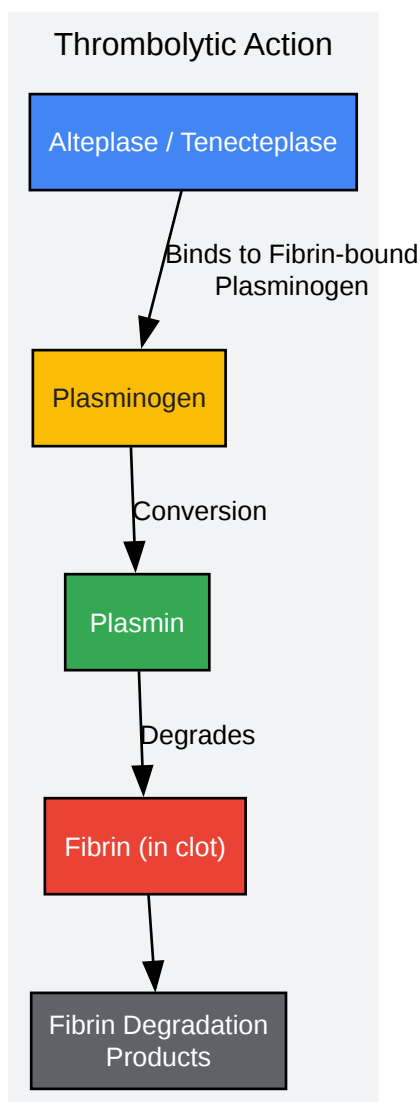 Thrombolytic Action
Alteplase / Tenecteplase
Binds to Fibrin-bound
Plasminogen
Plasminogen
Conversion
Plasmin
Degrades
Fibrin (in clot)
Fibrin Degradation
Products